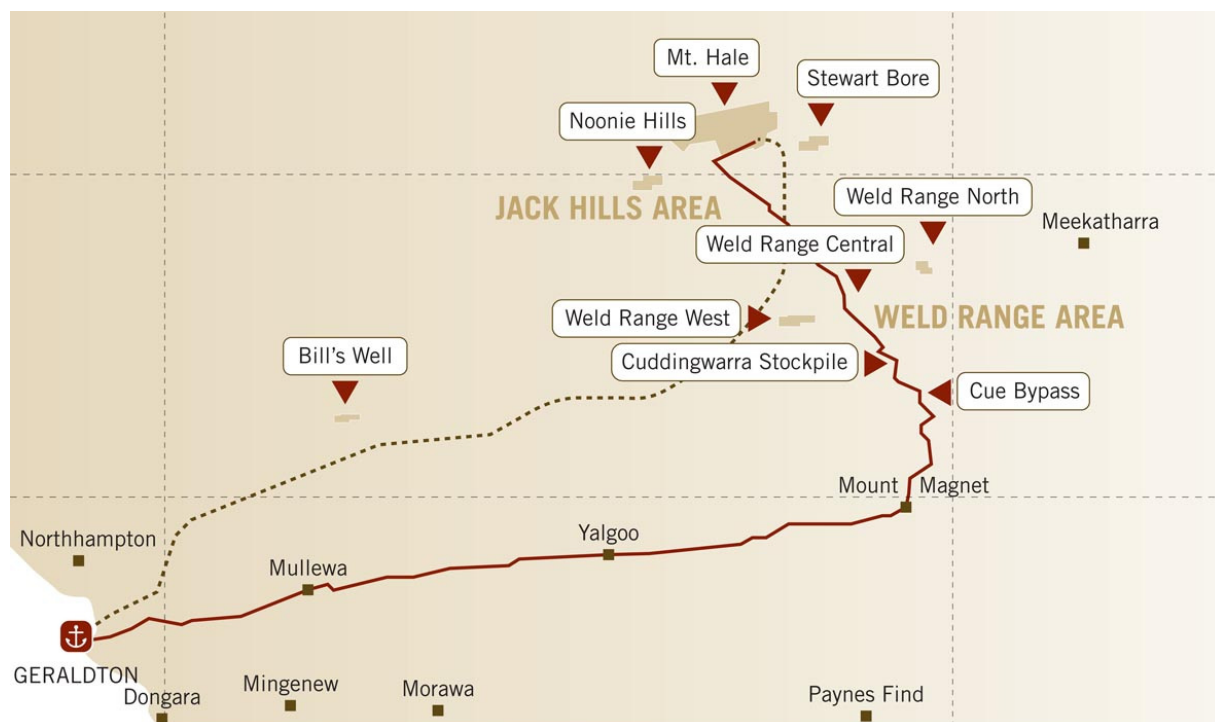 Mt. Hale
Stewart Bore
Noonie Hills
JACK HILLS AREA
Weld Range North
Meekatharra
Weld Range Central
Weld Range West
WELD RANGE AREA
Bill's Well
Cuddingwarra Stockpile
Cue Bypass
Mount Magnet
Northhampton
Yalgoo
Mullewa
GERALDTON
Dongara
Mingenew
Morawa
Paynes Find